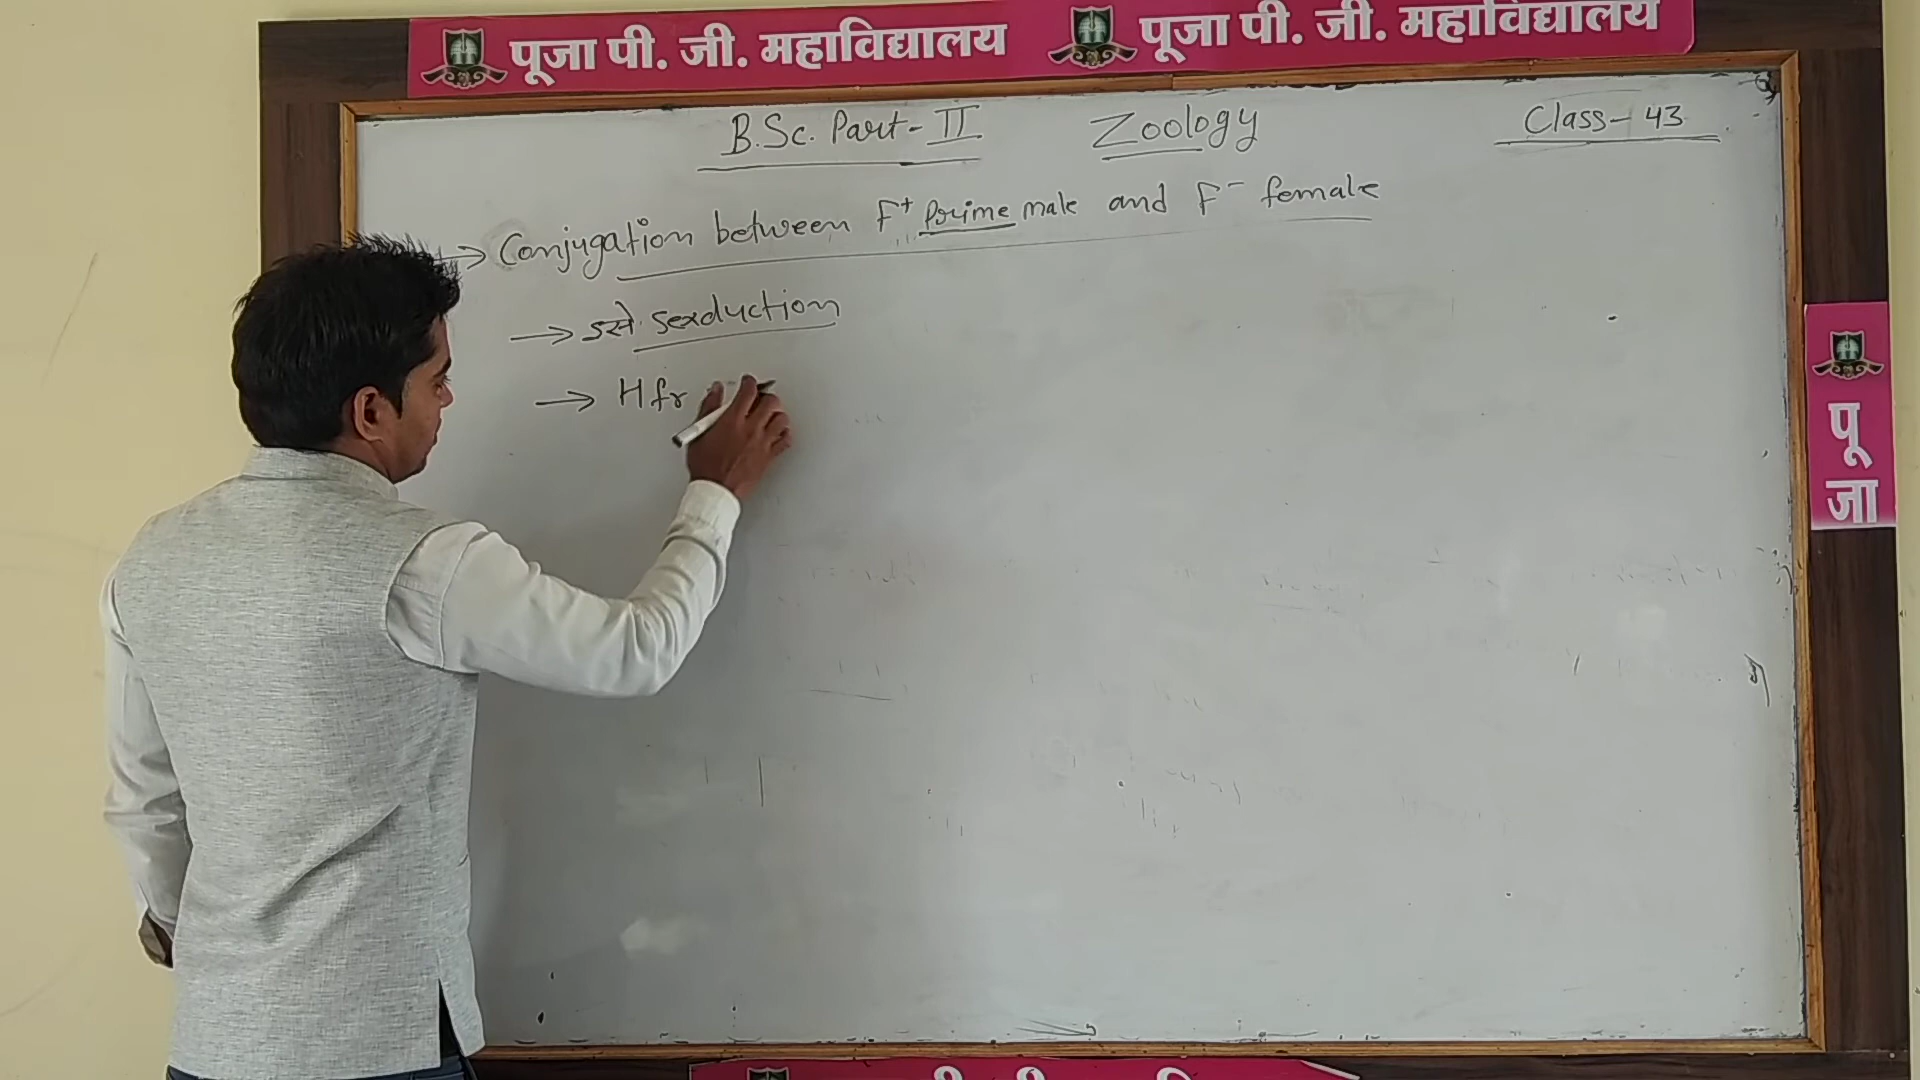 पूजा पी. जी. महाविद्यालय पूजा पी. जी. महाविद्यालय
B.Sc. Part-II Zoology Class-43
→ Conjugation between F⁺ Prime male and F⁻ female
→ इसे sexduction
→ Hfr
पूजा